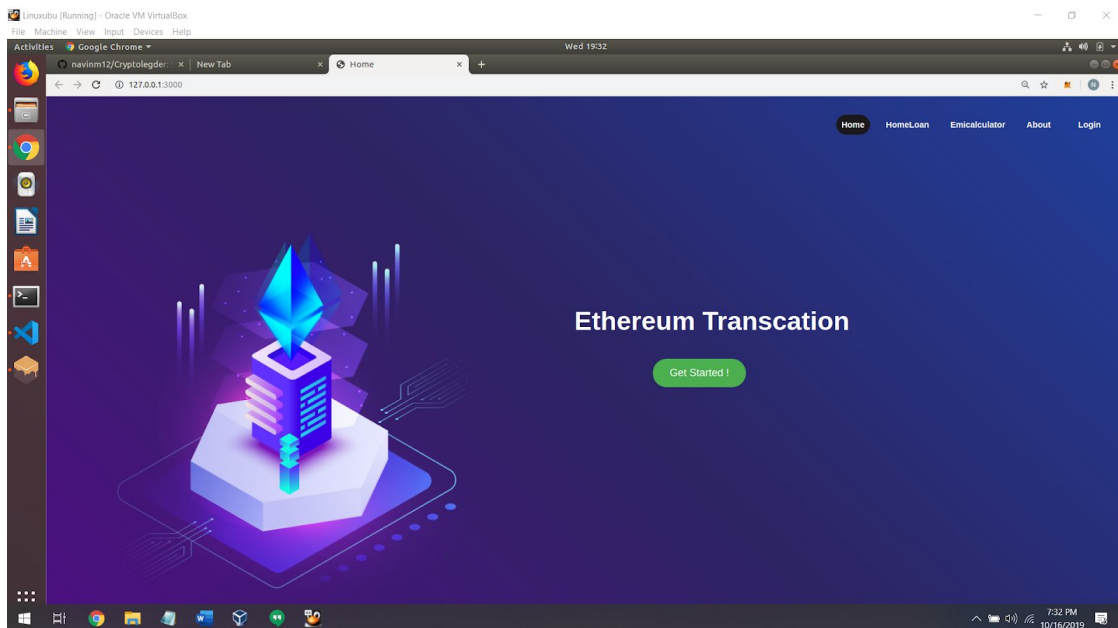 Linuxubu [Running] - Oracle VM VirtualBox
File Machine View Input Devices Help
Activities Google Chrome Wed 19:32
navinm12/Cryptolegder: New Tab Home
127.0.0.1:3000
Home HomeLoan Emicalculator About Login
Ethereum Transcation
Get Started !
7:32 PM
10/16/2019